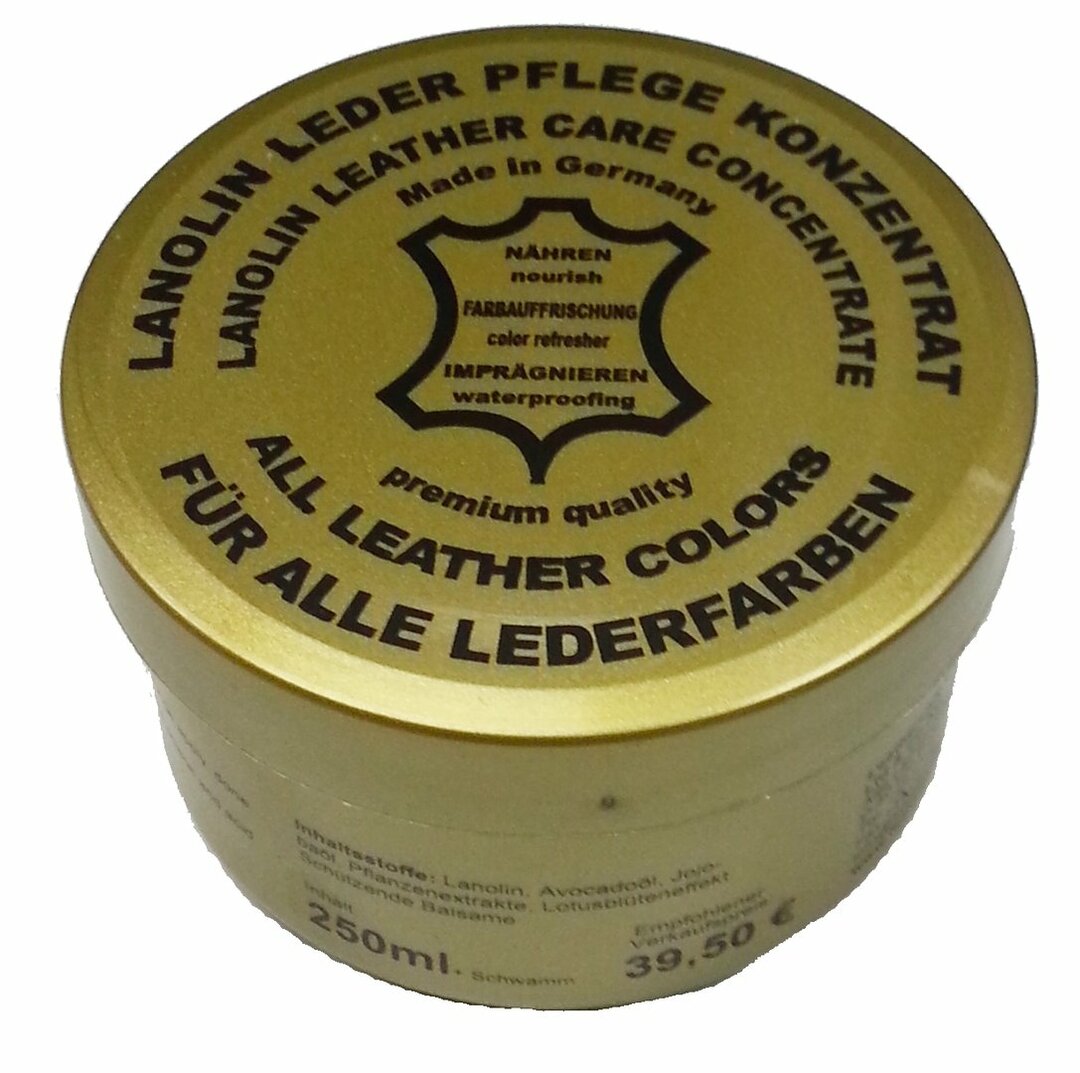 LANOLIN LEDER PFLEGE KONZENTRAT
LANOLIN LEATHER CARE CONCENTRATE
Made in Germany
NÄHREN
nourish
FARBAUFFRISCHUNG
color refresher
IMPRÄGNIEREN
waterproofing
premium quality
ALL LEATHER COLORS
FÜR ALLE LEDERFARBEN
Inhaltsstoffe: Lanolin, Avocadoöl, Jojo-
baöl, Pflanzenextrakte, Lotusblüteneffekt
Schützende Balsame
Inhalt
250ml + Schwamm
Empfohlener
Verkaufspreis
39,50 €